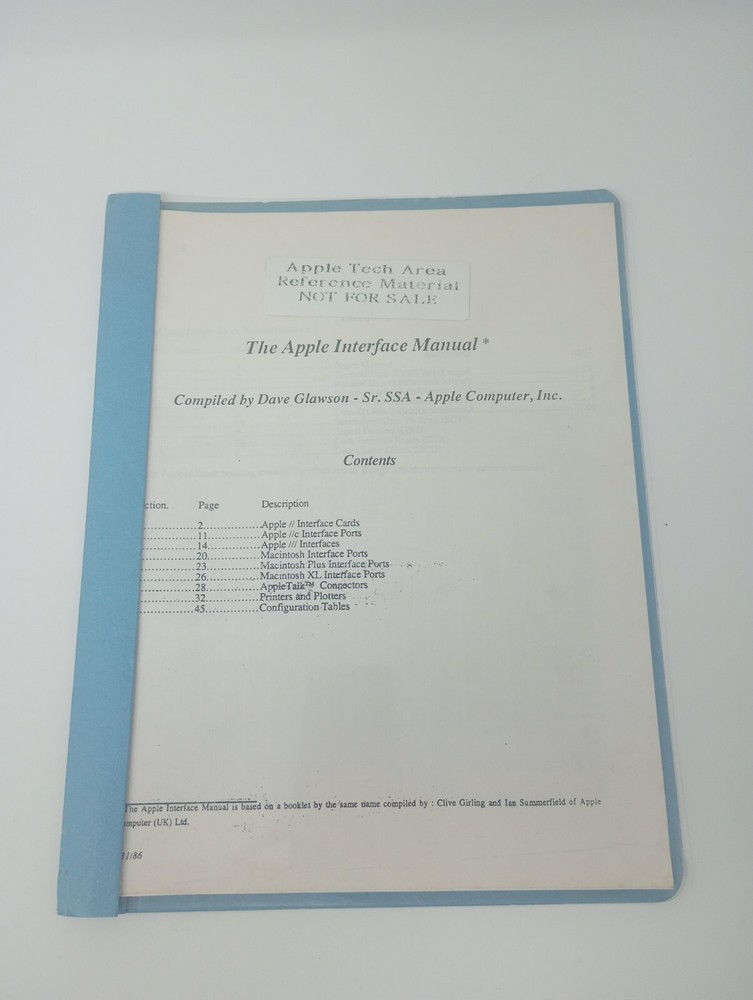 Apple Tech Area
Reference Material
NOT FOR SALE
The Apple Interface Manual *
Compiled by Dave Glawson - Sr. SSA - Apple Computer, Inc.
Contents
ction. Page Description
2 Apple // Interface Cards
11 Apple //c Interface Ports
14 Apple /// Interfaces
20 Macintosh Interface Ports
23 Macintosh Plus Interface Ports
26 Macintosh XL Interface Ports
28 AppleTalk™ Connectors
32 Printers and Plotters
45 Configuration Tables
The Apple Interface Manual is based on a booklet by the same name compiled by : Clive Girling and Ian Summerfield of Apple
mputer (UK) Ltd.
11/86